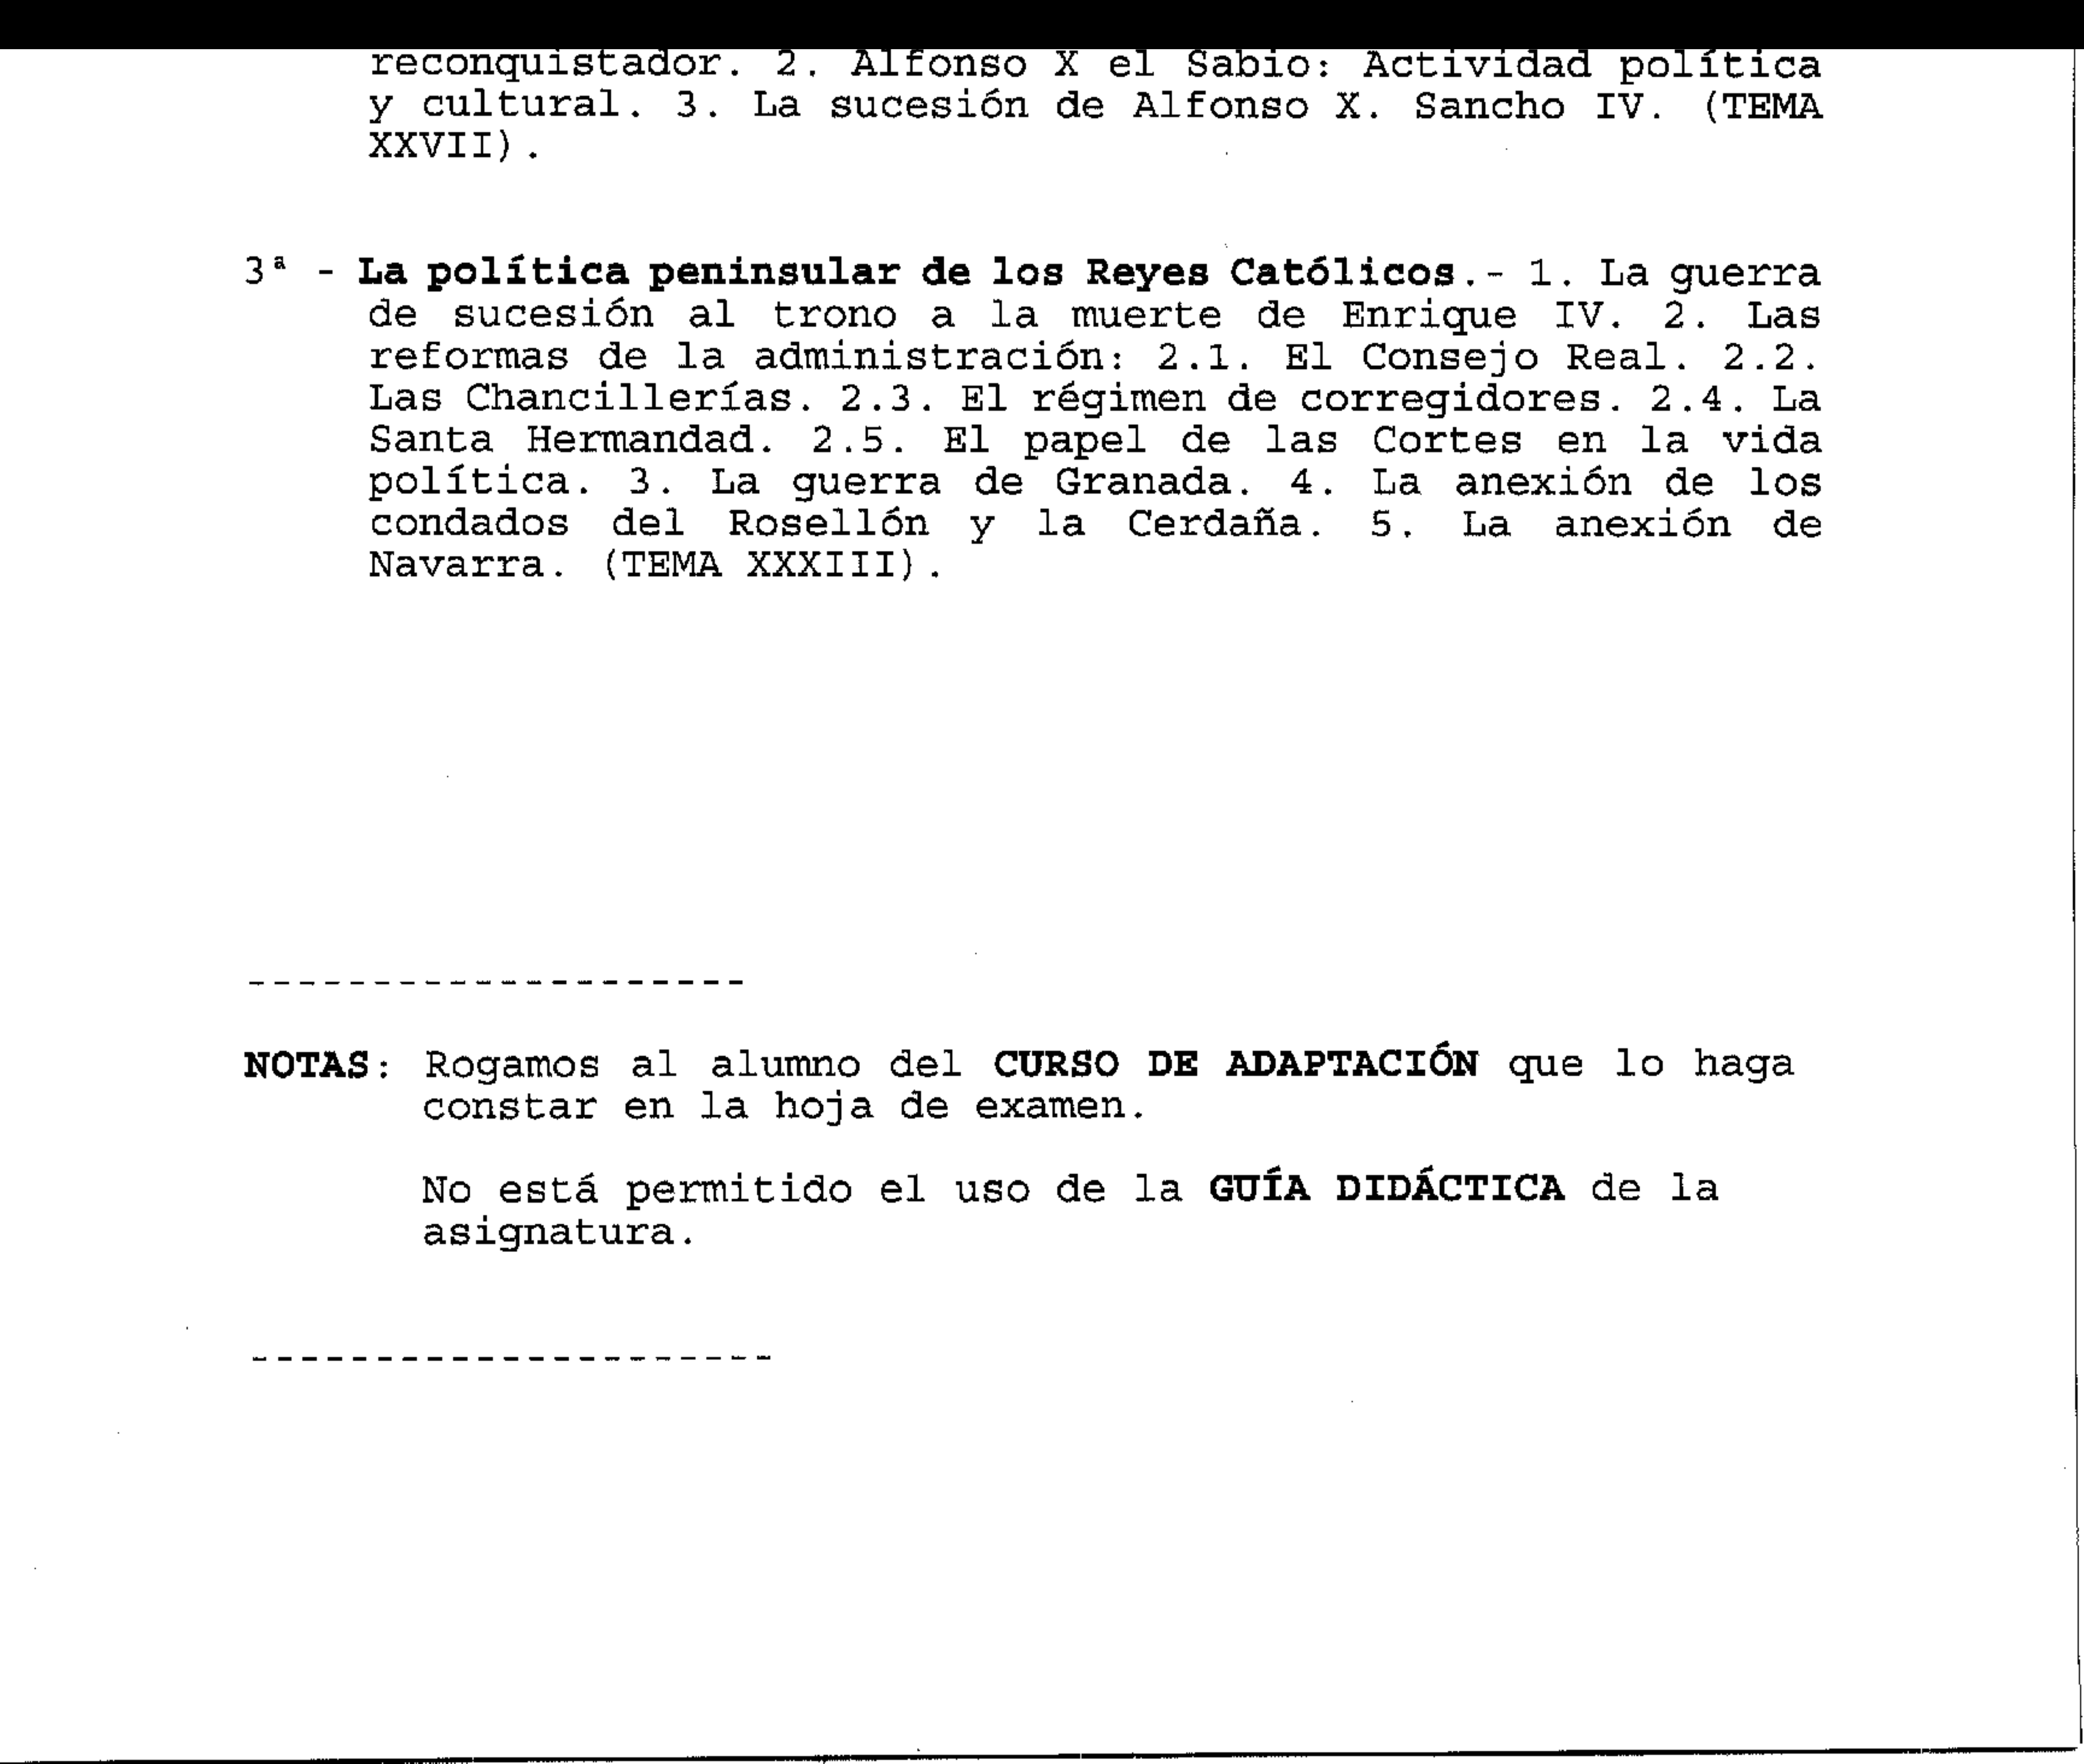 reconquistador. 2. Alfonso X el Sabio: Actividad política
y cultural. 3. La sucesión de Alfonso X. Sancho IV. (TEMA
XXVII).
3ª - La política peninsular de los Reyes Católicos.- 1. La guerra
de sucesión al trono a la muerte de Enrique IV. 2. Las
reformas de la administración: 2.1. El Consejo Real. 2.2.
Las Chancillerías. 2.3. El régimen de corregidores. 2.4. La
Santa Hermandad. 2.5. El papel de las Cortes en la vida
política. 3. La guerra de Granada. 4. La anexión de los
condados del Rosellón y la Cerdaña. 5. La anexión de
Navarra. (TEMA XXXIII).
--------------------
NOTAS: Rogamos al alumno del CURSO DE ADAPTACIÓN que lo haga
constar en la hoja de examen.
No está permitido el uso de la GUÍA DIDÁCTICA de la
asignatura.
---------------------